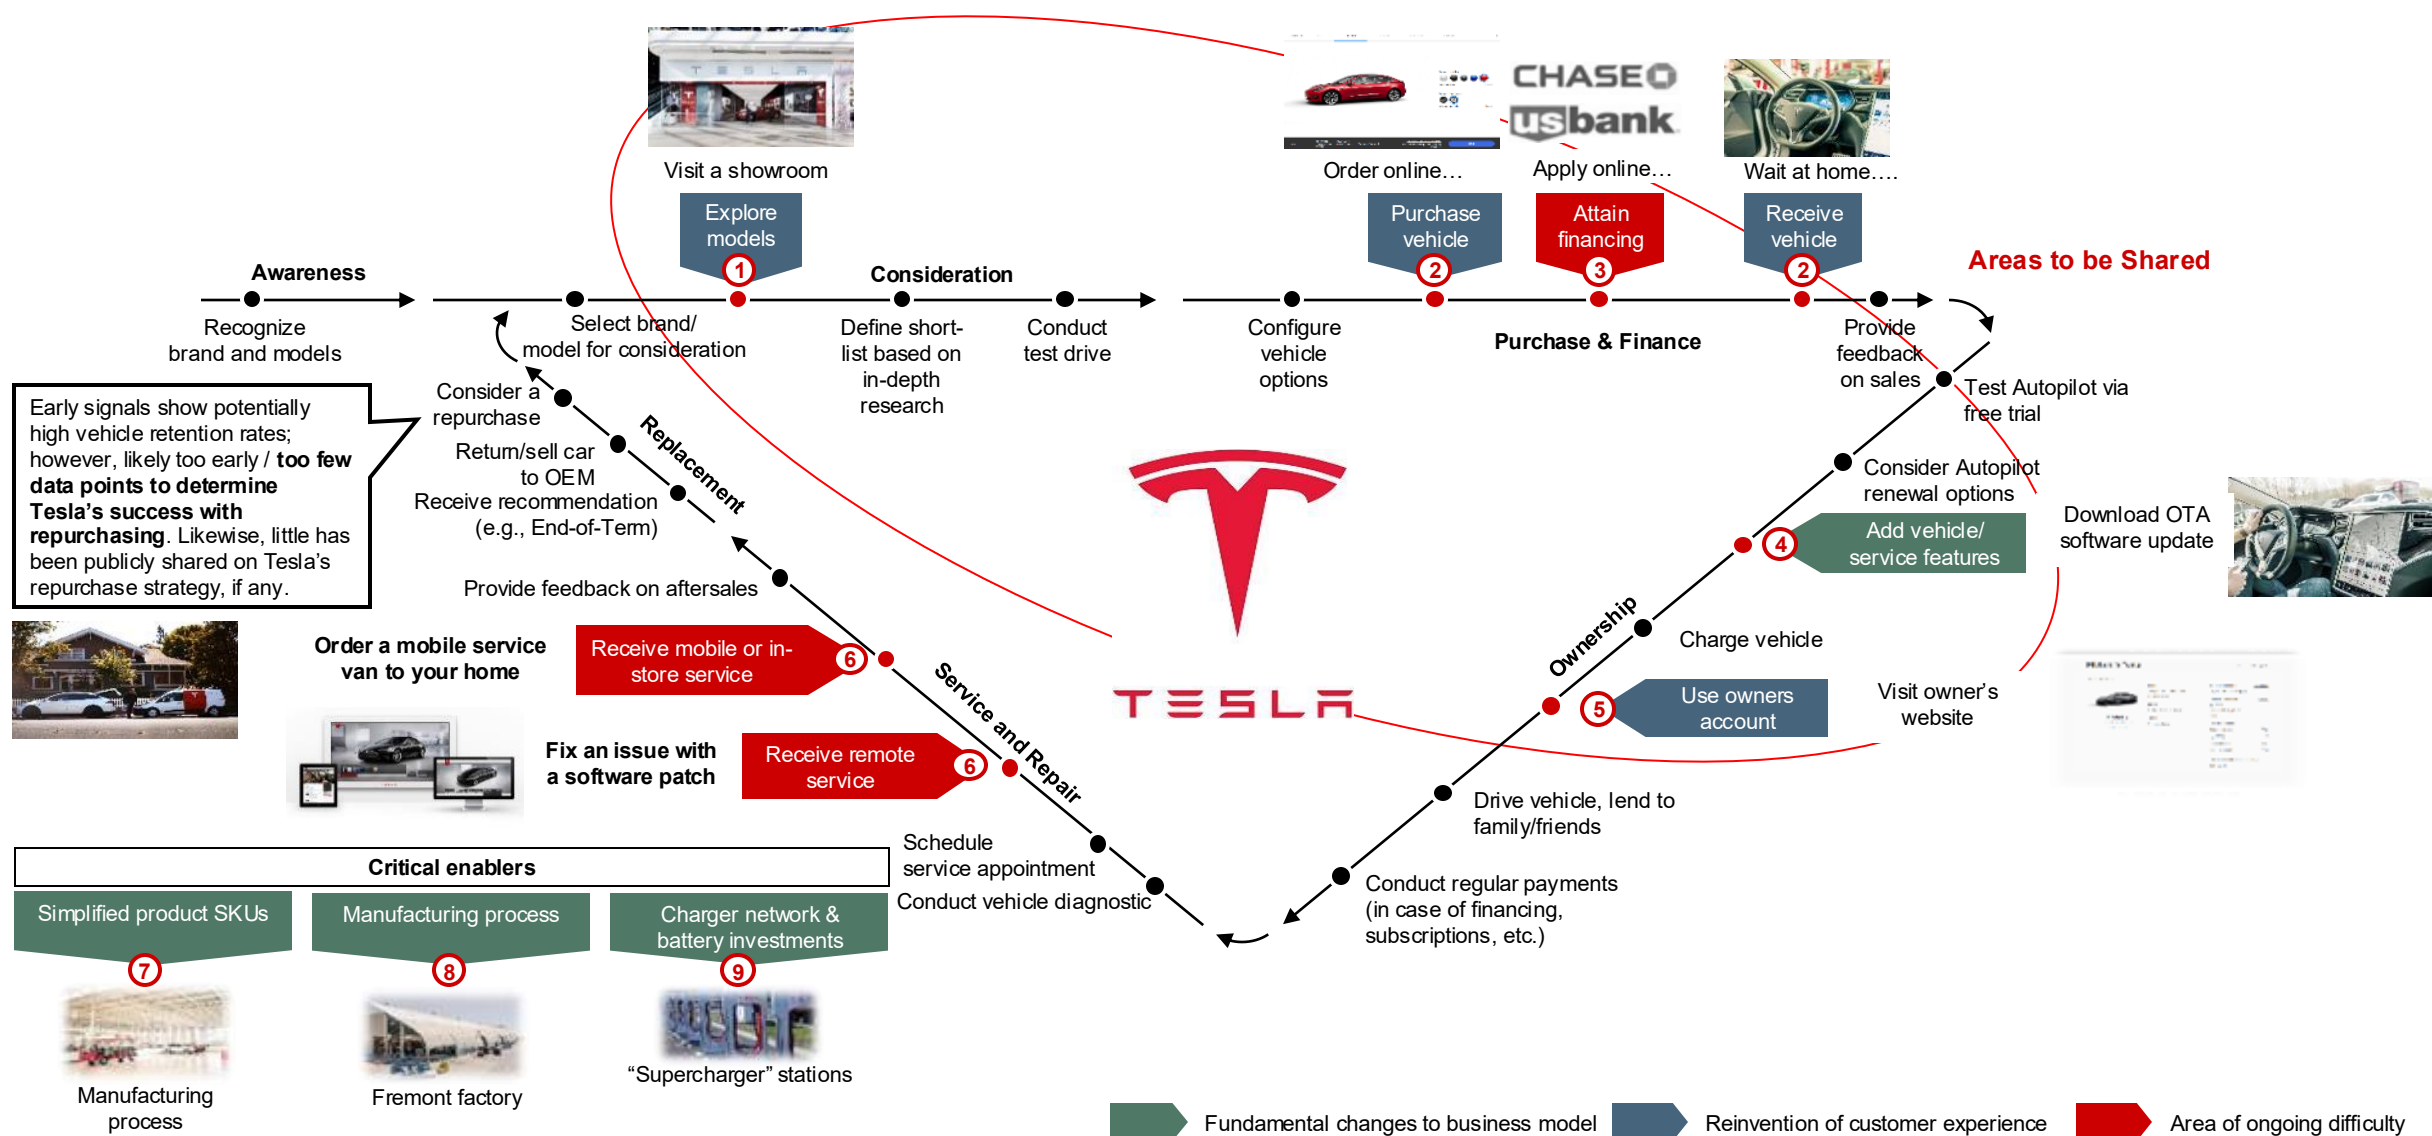 TESLA
CHASE
usbank
Visit a showroom
Order online…
Apply online…
Wait at home….
Explore
models
Purchase
vehicle
Attain
financing
Receive
vehicle
1
2
3
2
Areas to be Shared
Awareness
Consideration
Recognize
brand and models
Select brand/
model for consideration
Define short-
list based on
in-depth
research
Conduct
test drive
Configure
vehicle
options
Purchase & Finance
Provide
feedback
on sales
Test Autopilot via
free trial
Consider Autopilot
renewal options
4
Add vehicle/
service features
Download OTA
software update
Ownership
Charge vehicle
5
Use owners
account
Visit owner’s
website
Drive vehicle, lend to
family/friends
Conduct regular payments
(in case of financing,
subscriptions, etc.)
Consider a
repurchase
Replacement
Return/sell car
to OEM
Receive recommendation
(e.g., End-of-Term)
Early signals show potentially
high vehicle retention rates;
however, likely too early / too few
data points to determine
Tesla’s success with
repurchasing. Likewise, little has
been publicly shared on Tesla’s
repurchase strategy, if any.
Provide feedback on aftersales
Order a mobile service
van to your home
Receive mobile or in-
store service
6
Service and Repair
Fix an issue with
a software patch
Receive remote
service
6
Schedule
service appointment
Conduct vehicle diagnostic
TESLA
Critical enablers
Simplified product SKUs
7
Manufacturing process
8
Charger network &
battery investments
9
Manufacturing
process
Fremont factory
“Supercharger” stations
Fundamental changes to business model
Reinvention of customer experience
Area of ongoing difficulty